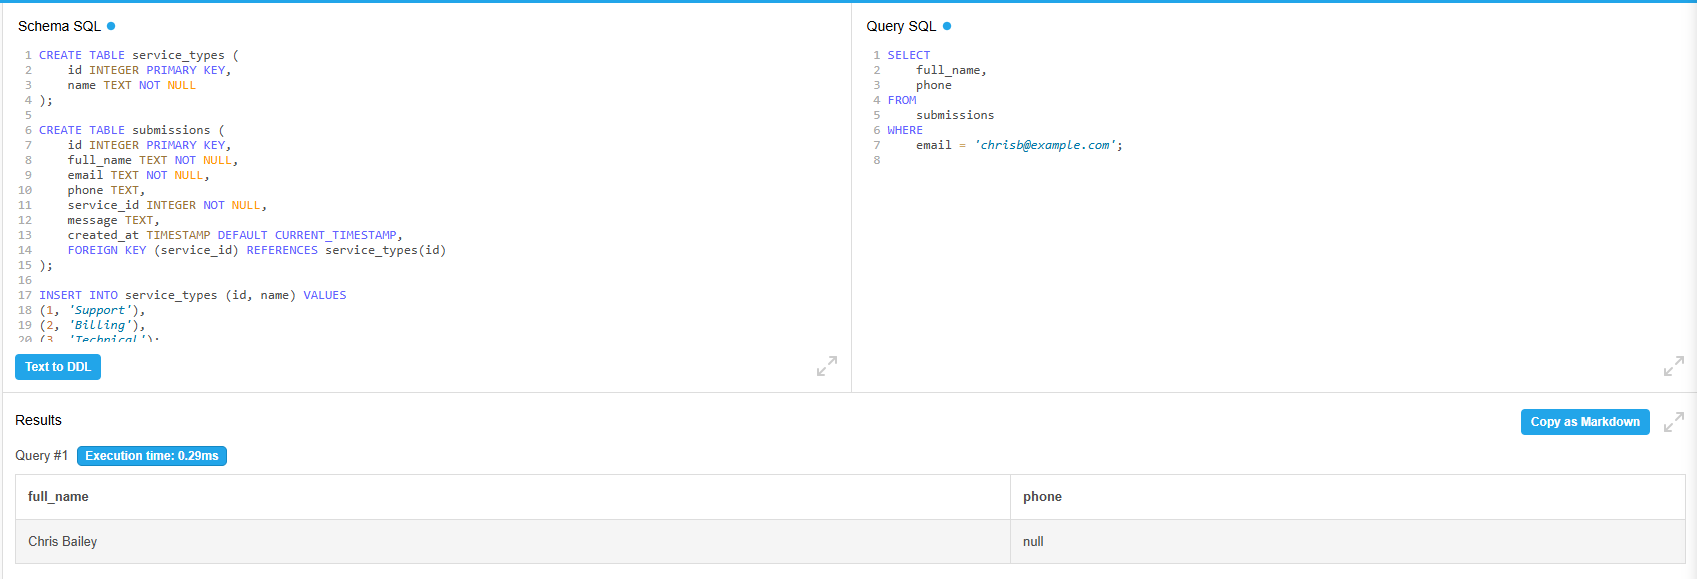 Schema SQL
1 CREATE TABLE service_types (
2 id INTEGER PRIMARY KEY,
3 name TEXT NOT NULL
4 );
5
6 CREATE TABLE submissions (
7 id INTEGER PRIMARY KEY,
8 full_name TEXT NOT NULL,
9 email TEXT NOT NULL,
10 phone TEXT,
11 service_id INTEGER NOT NULL,
12 message TEXT,
13 created_at TIMESTAMP DEFAULT CURRENT_TIMESTAMP,
14 FOREIGN KEY (service_id) REFERENCES service_types(id)
15 );
16
17 INSERT INTO service_types (id, name) VALUES
18 (1, 'Support'),
19 (2, 'Billing'),
20 (3, 'Technical');
Text to DDL
Query SQL
1 SELECT
2 full_name,
3 phone
4 FROM
5 submissions
6 WHERE
7 email = 'chrisb@example.com';
8
Results
Copy as Markdown
Query #1 Execution time: 0.29ms
full_name phone
Chris Bailey null